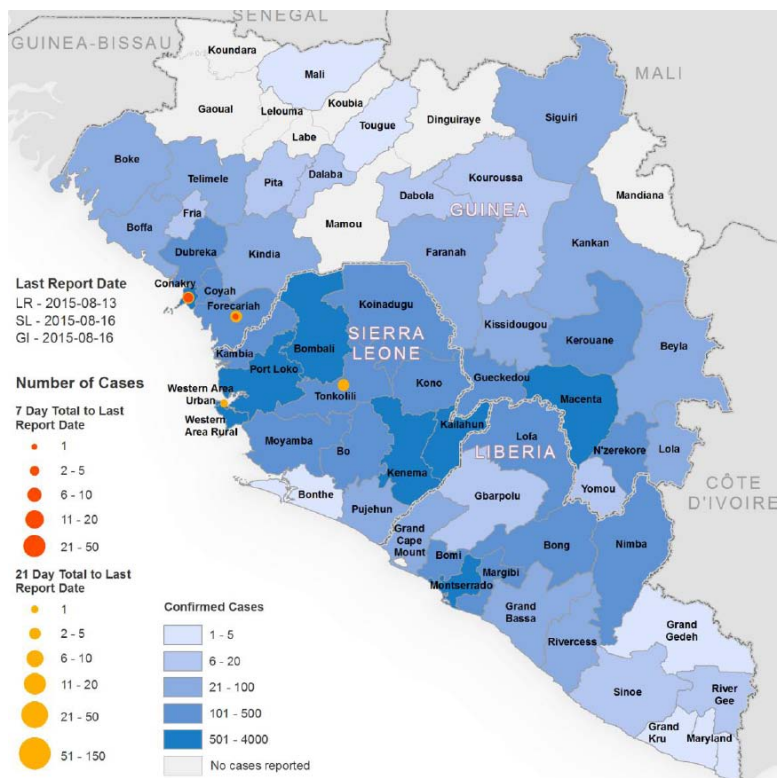 SENEGAL
GUINEA-BISSAU
Koundara
Mali
MALI
Gaoual
Lelouma
Koubia
Labe
Tougue
Dinguiraye
Siguiri
Boke
Telimele
Pita
Dalaba
Dabola
Kouroussa
Mandiana
GUINEA
Fria
Boffa
Mamou
Dubreka
Kindia
Faranah
Kankan
Conakry
Coyah
Forecariah
Koinadugu
Kissidougou
Kerouane
Beyla
SIERRA
LEONE
Kambia
Bombali
Port Loko
Kono
Gueckedou
Macenta
Western Area
Urban
Tonkolili
Western
Area Rural
Moyamba
Bo
Kailahun
Lofa
N'zerekore
Lola
LIBERIA
Kenema
Yomou
CÔTE
D'IVOIRE
Bonthe
Pujehun
Gbarpolu
Grand
Cape
Mount
Bomi
Bong
Nimba
Montserrado
Margibi
Grand
Bassa
Rivercess
Grand
Gedeh
Sinoe
River
Gee
Grand
Kru
Maryland
Last Report Date
LR - 2015-08-13
SL - 2015-08-16
GI - 2015-08-16
Number of Cases
7 Day Total to Last
Report Date
1
2 - 5
6 - 10
11 - 20
21 - 50
21 Day Total to Last
Report Date
1
2 - 5
6 - 10
11 - 20
21 - 50
51 - 150
Confirmed Cases
1 - 5
6 - 20
21 - 100
101 - 500
501 - 4000
No cases reported